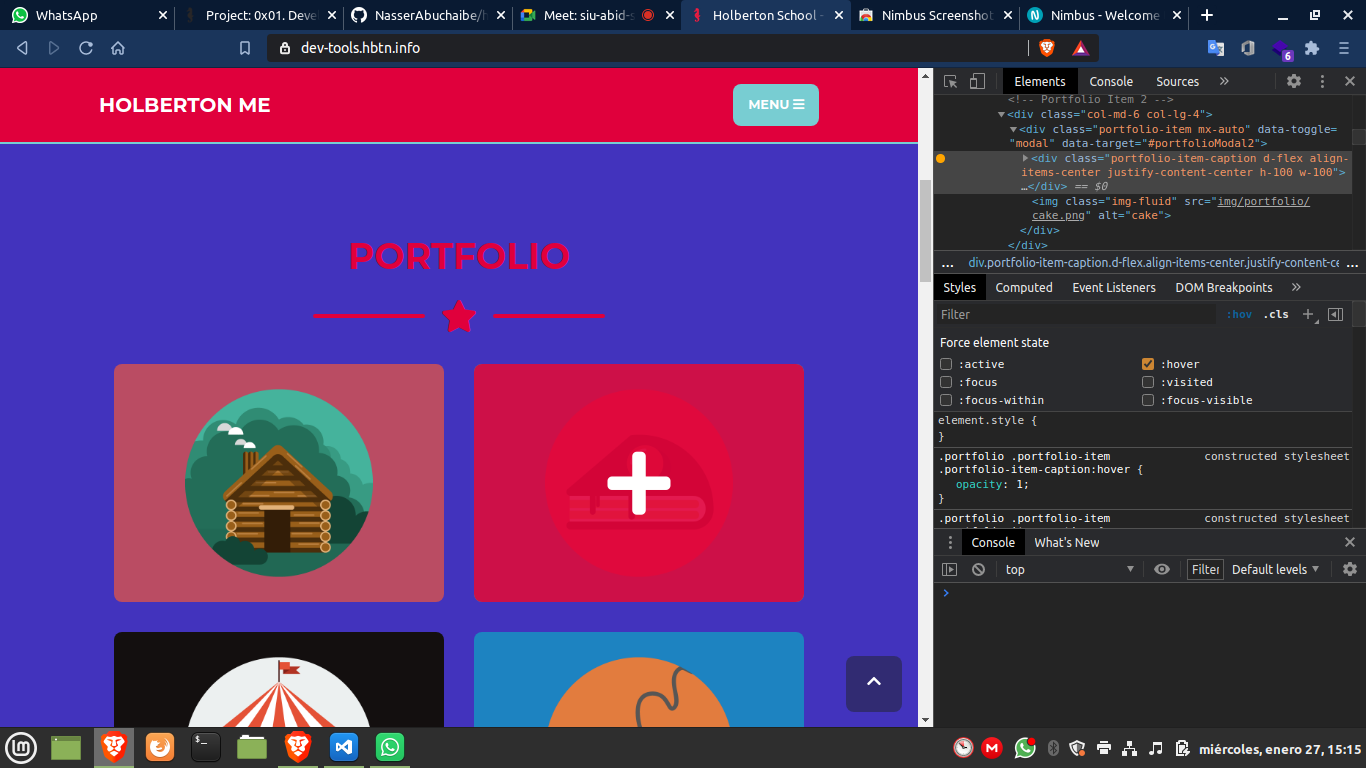 WhatsApp
Project: 0x01. Deve
NasserAbuchaibe/h
Meet: siu-abid-s
Holberton School -
Nimbus Screenshot
Nimbus - Welcome
dev-tools.hbtn.info
6
HOLBERTON ME
MENU
PORTFOLIO
Elements
Console
Sources
<!-- Portfolio Item 2 -->
<div class="col-md-6 col-lg-4">
<div class="portfolio-item mx-auto" data-toggle=
"modal" data-target="#portfolioModal2">
<div class="portfolio-item-caption d-flex align-
items-center justify-content-center h-100 w-100">
…</div> == $0
<img class="img-fluid" src="img/portfolio/
cake.png" alt="cake">
</div>
</div>
... div.portfolio-item-caption.d-flex.align-items-center.justify-content-ce ...
Styles
Computed
Event Listeners
DOM Breakpoints
Filter
:hov
.cls
Force element state
:active
:hover
:focus
:visited
:focus-within
:focus-visible
element.style {
}
.portfolio .portfolio-item constructed stylesheet
.portfolio-item-caption:hover {
opacity: 1;
}
.portfolio .portfolio-item constructed stylesheet
Console
What's New
top
Filter
Default levels
miércoles, enero 27, 15:15